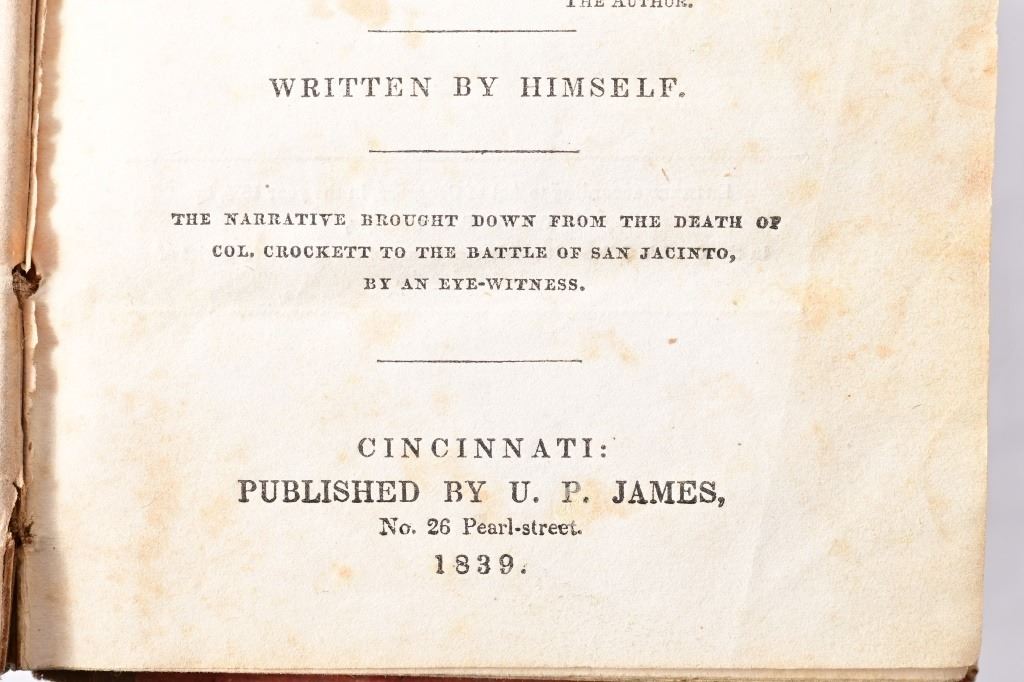 THE AUTHOR.
WRITTEN BY HIMSELF.
THE NARRATIVE BROUGHT DOWN FROM THE DEATH OF
COL. CROCKETT TO THE BATTLE OF SAN JACINTO,
BY AN EYE-WITNESS.
CINCINNATI:
PUBLISHED BY U. P. JAMES,
No. 26 Pearl-street.
1839.